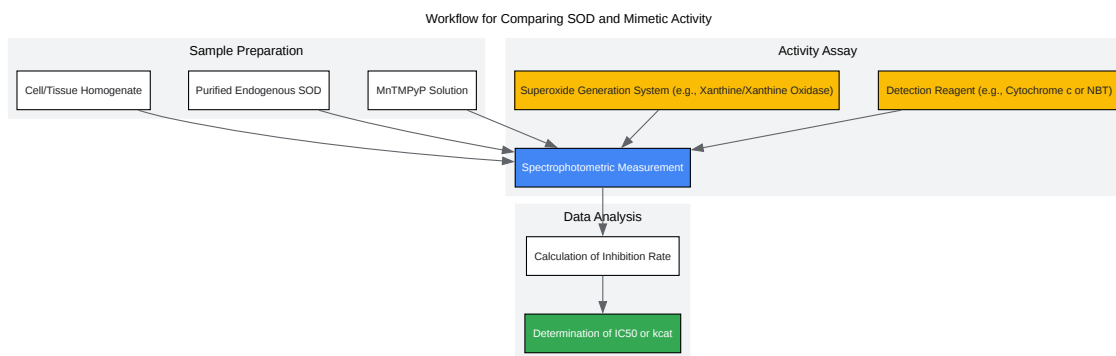 Workflow for Comparing SOD and Mimetic Activity
Sample Preparation
Activity Assay
Cell/Tissue Homogenate
Purified Endogenous SOD
MnTMPyP Solution
Superoxide Generation System (e.g., Xanthine/Xanthine Oxidase)
Detection Reagent (e.g., Cytochrome c or NBT)
Spectrophotometric Measurement
Data Analysis
Calculation of Inhibition Rate
Determination of IC50 or kcat